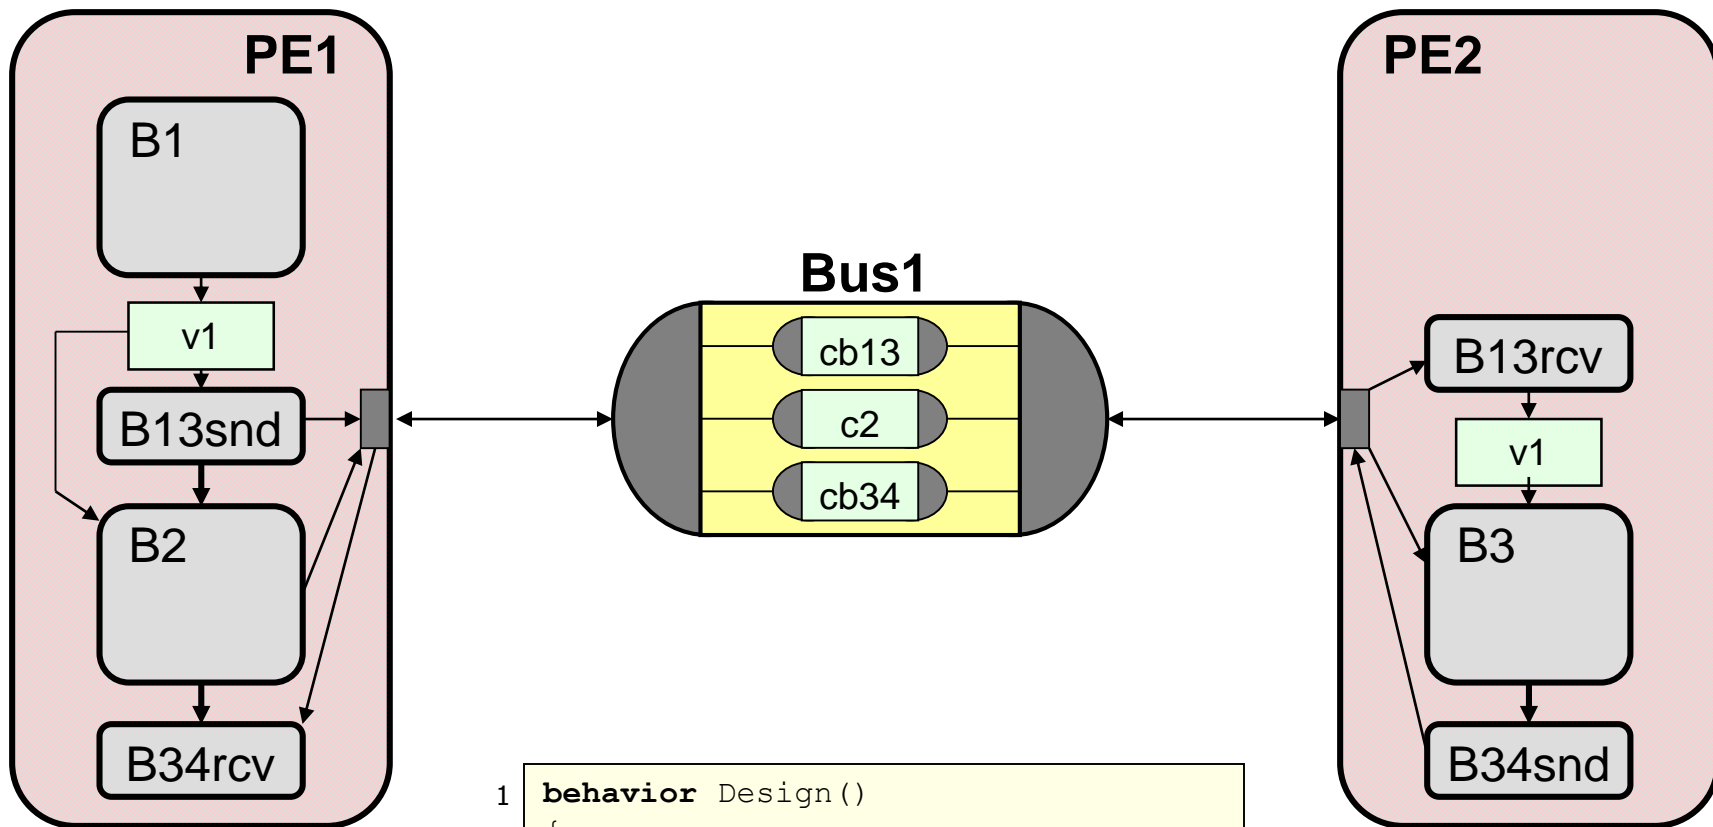 PE1
B1
v1
B13snd
B2
B34rcv
Bus1
cb13
c2
cb34
PE2
B13rcv
v1
B3
B34snd
1 behavior Design()
{